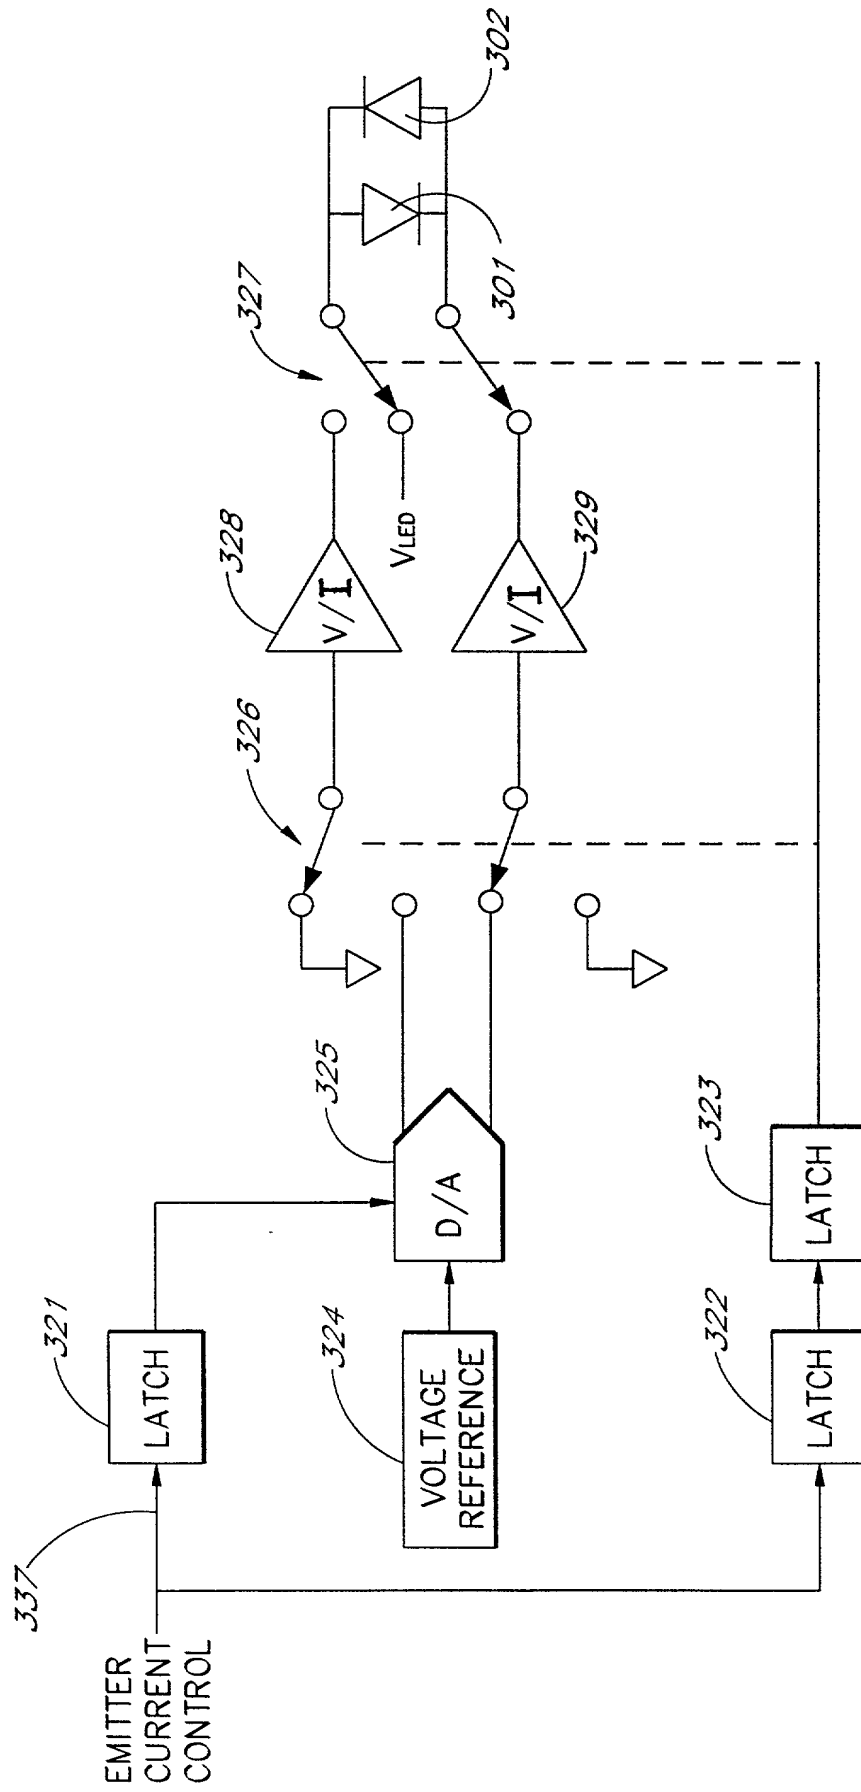 EMITTER
CURRENT
CONTROL
337
321
LATCH
324
VOLTAGE
REFERENCE
325
D/A
322
LATCH
323
LATCH
326
328
V/I
329
V/I
VLED
327
301
302